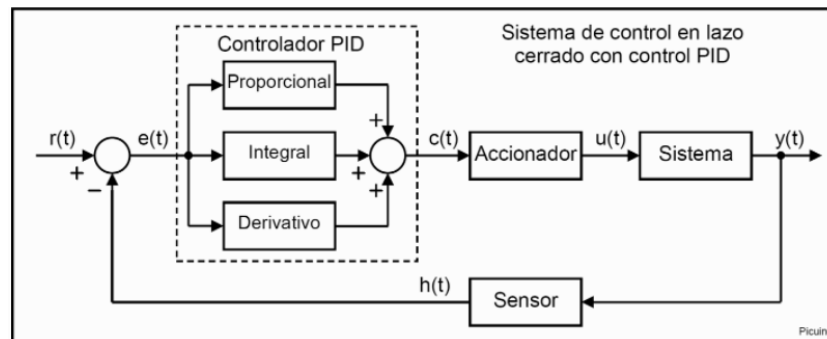 Controlador PID
Sistema de control en lazo
cerrado con control PID
Proporcional
r(t)
e(t)
+
c(t)
u(t)
y(t)
Integral
Accionador
Sistema
+
−
+
+
Derivativo
h(t)
Sensor
Picuino